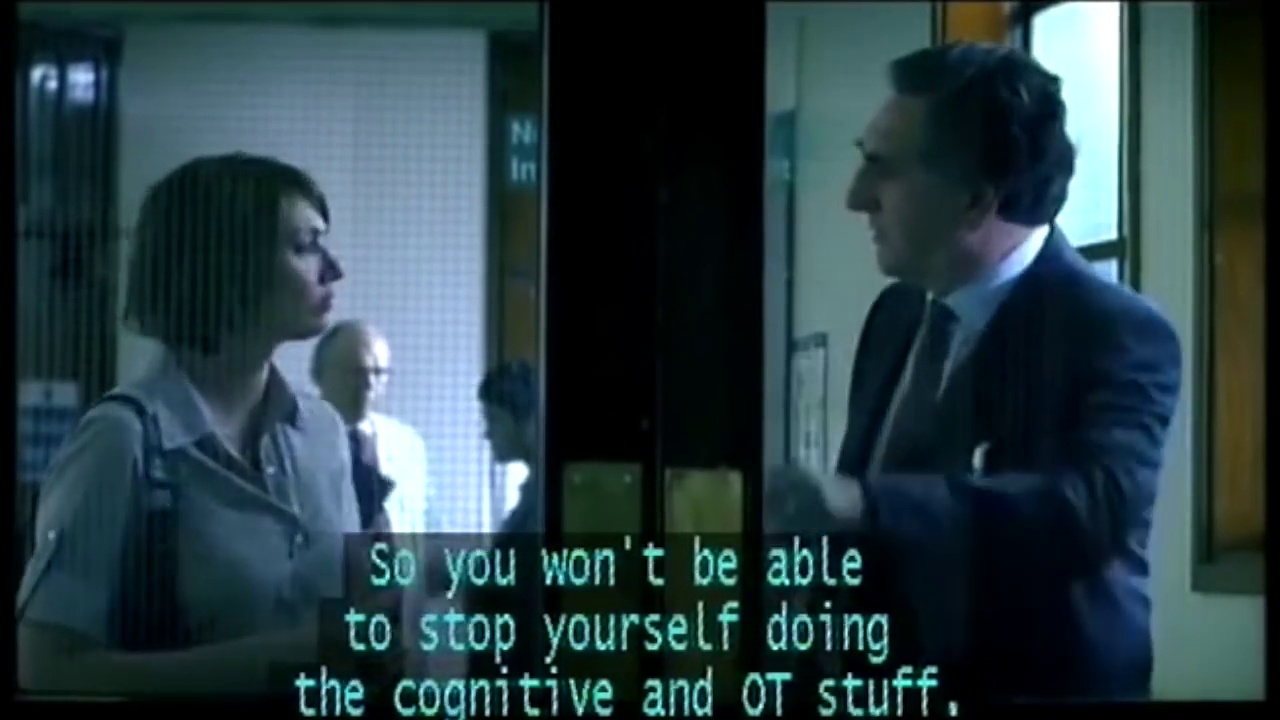 So you won't be able
to stop yourself doing
the cognitive and OT stuff.